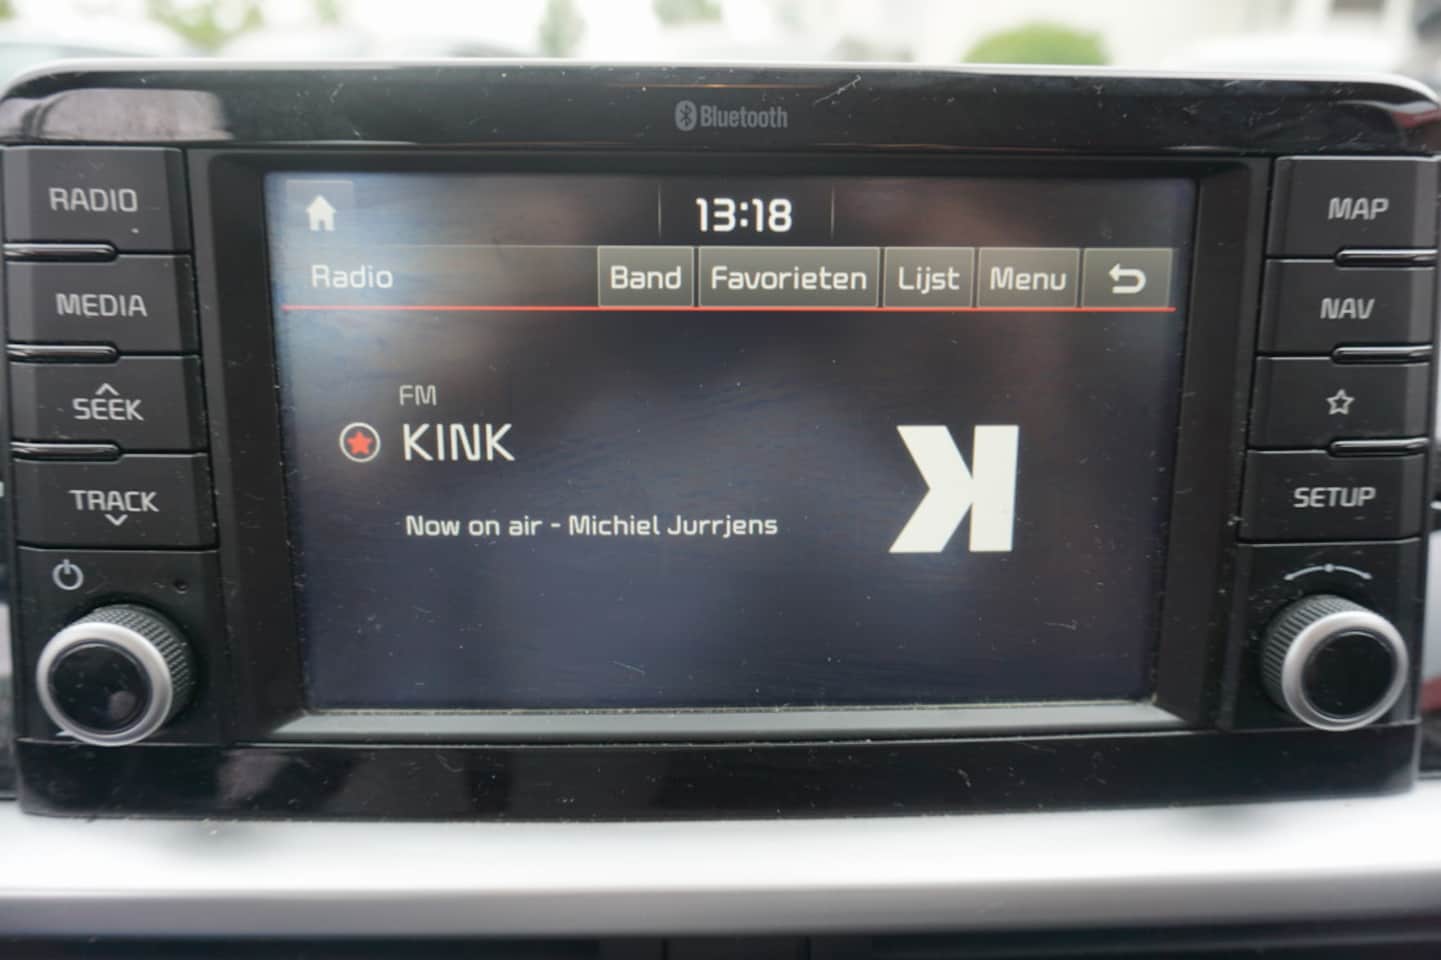 Bluetooth
RADIO
MEDIA
SEEK
TRACK
13:18
Radio
Band
Favorieten
Lijst
Menu
FM
KINK
Now on air - Michiel Jurrjens
K
MAP
NAV
SETUP